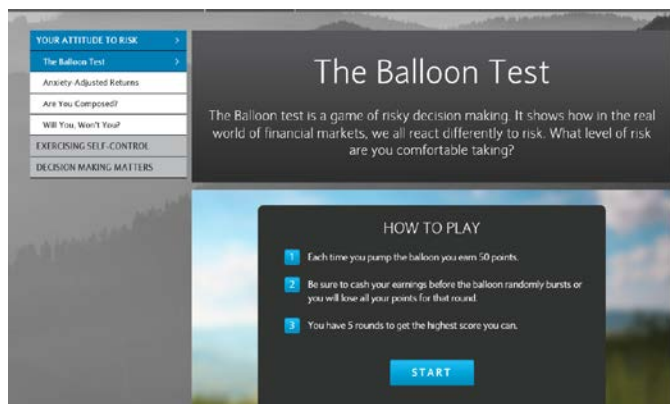 YOUR ATTITUDE TO RISK >
The Balloon Test >
Anxiety-Adjusted Returns
Are You Composed?
Will You, Won't You?
EXERCISING SELF-CONTROL
DECISION MAKING MATTERS
The Balloon Test
The Balloon test is a game of risky decision making. It shows how in the real
world of financial markets, we all react differently to risk. What level of risk
are you comfortable taking?
HOW TO PLAY
1 Each time you pump the balloon you earn 50 points.
2 Be sure to cash your earnings before the balloon randomly bursts or
you will lose all your points for that round.
3 You have 5 rounds to get the highest score you can.
START